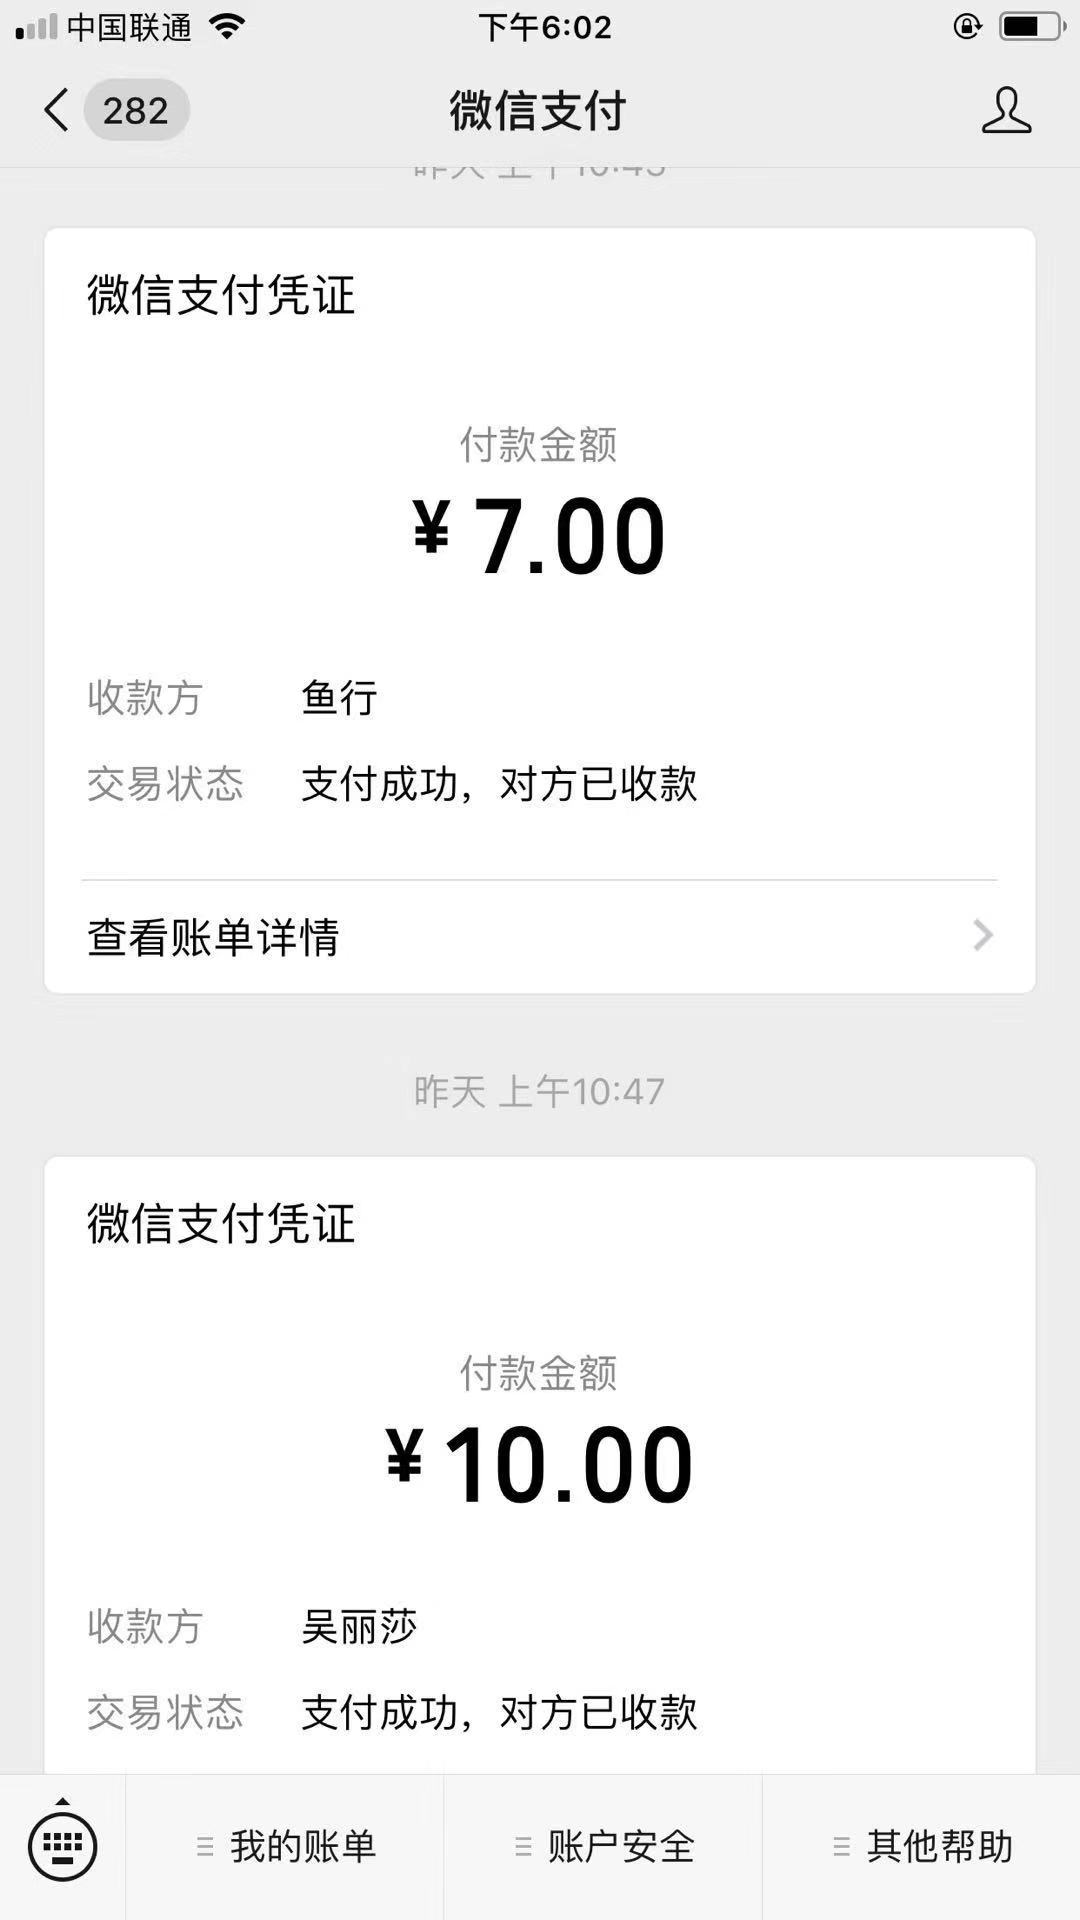 中国联通
下午6:02
282
微信支付
微信支付凭证
付款金额
¥7.00
收款方 鱼行
交易状态 支付成功，对方已收款
查看账单详情
昨天 上午10:47
微信支付凭证
付款金额
¥10.00
收款方 吴丽莎
交易状态 支付成功，对方已收款
我的账单 账户安全 其他帮助